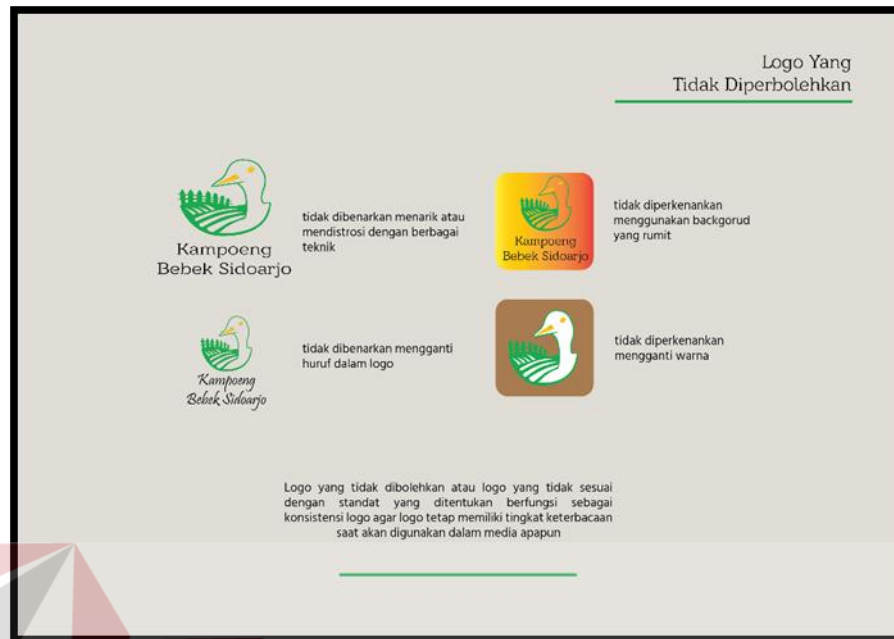 Logo Yang
Tidak Diperbolehkan
Kampoeng
Bebek Sidoarjo
tidak dibenarkan menarik atau
mendistrosi dengan berbagai
teknik
Kampoeng
Bebek Sidoarjo
tidak diperkenankan
menggunakan backgorud
yang rumit
Kampoeng
Bebek Sidoarjo
tidak dibenarkan mengganti
huruf dalam logo
tidak diperkenankan
mengganti warna
Logo yang tidak dibolehkan atau logo yang tidak sesuai
dengan standat yang ditentukan berfungsi sebagai
konsistensi logo agar logo tetap memiliki tingkat keterbacaan
saat akan digunakan dalam media apapun